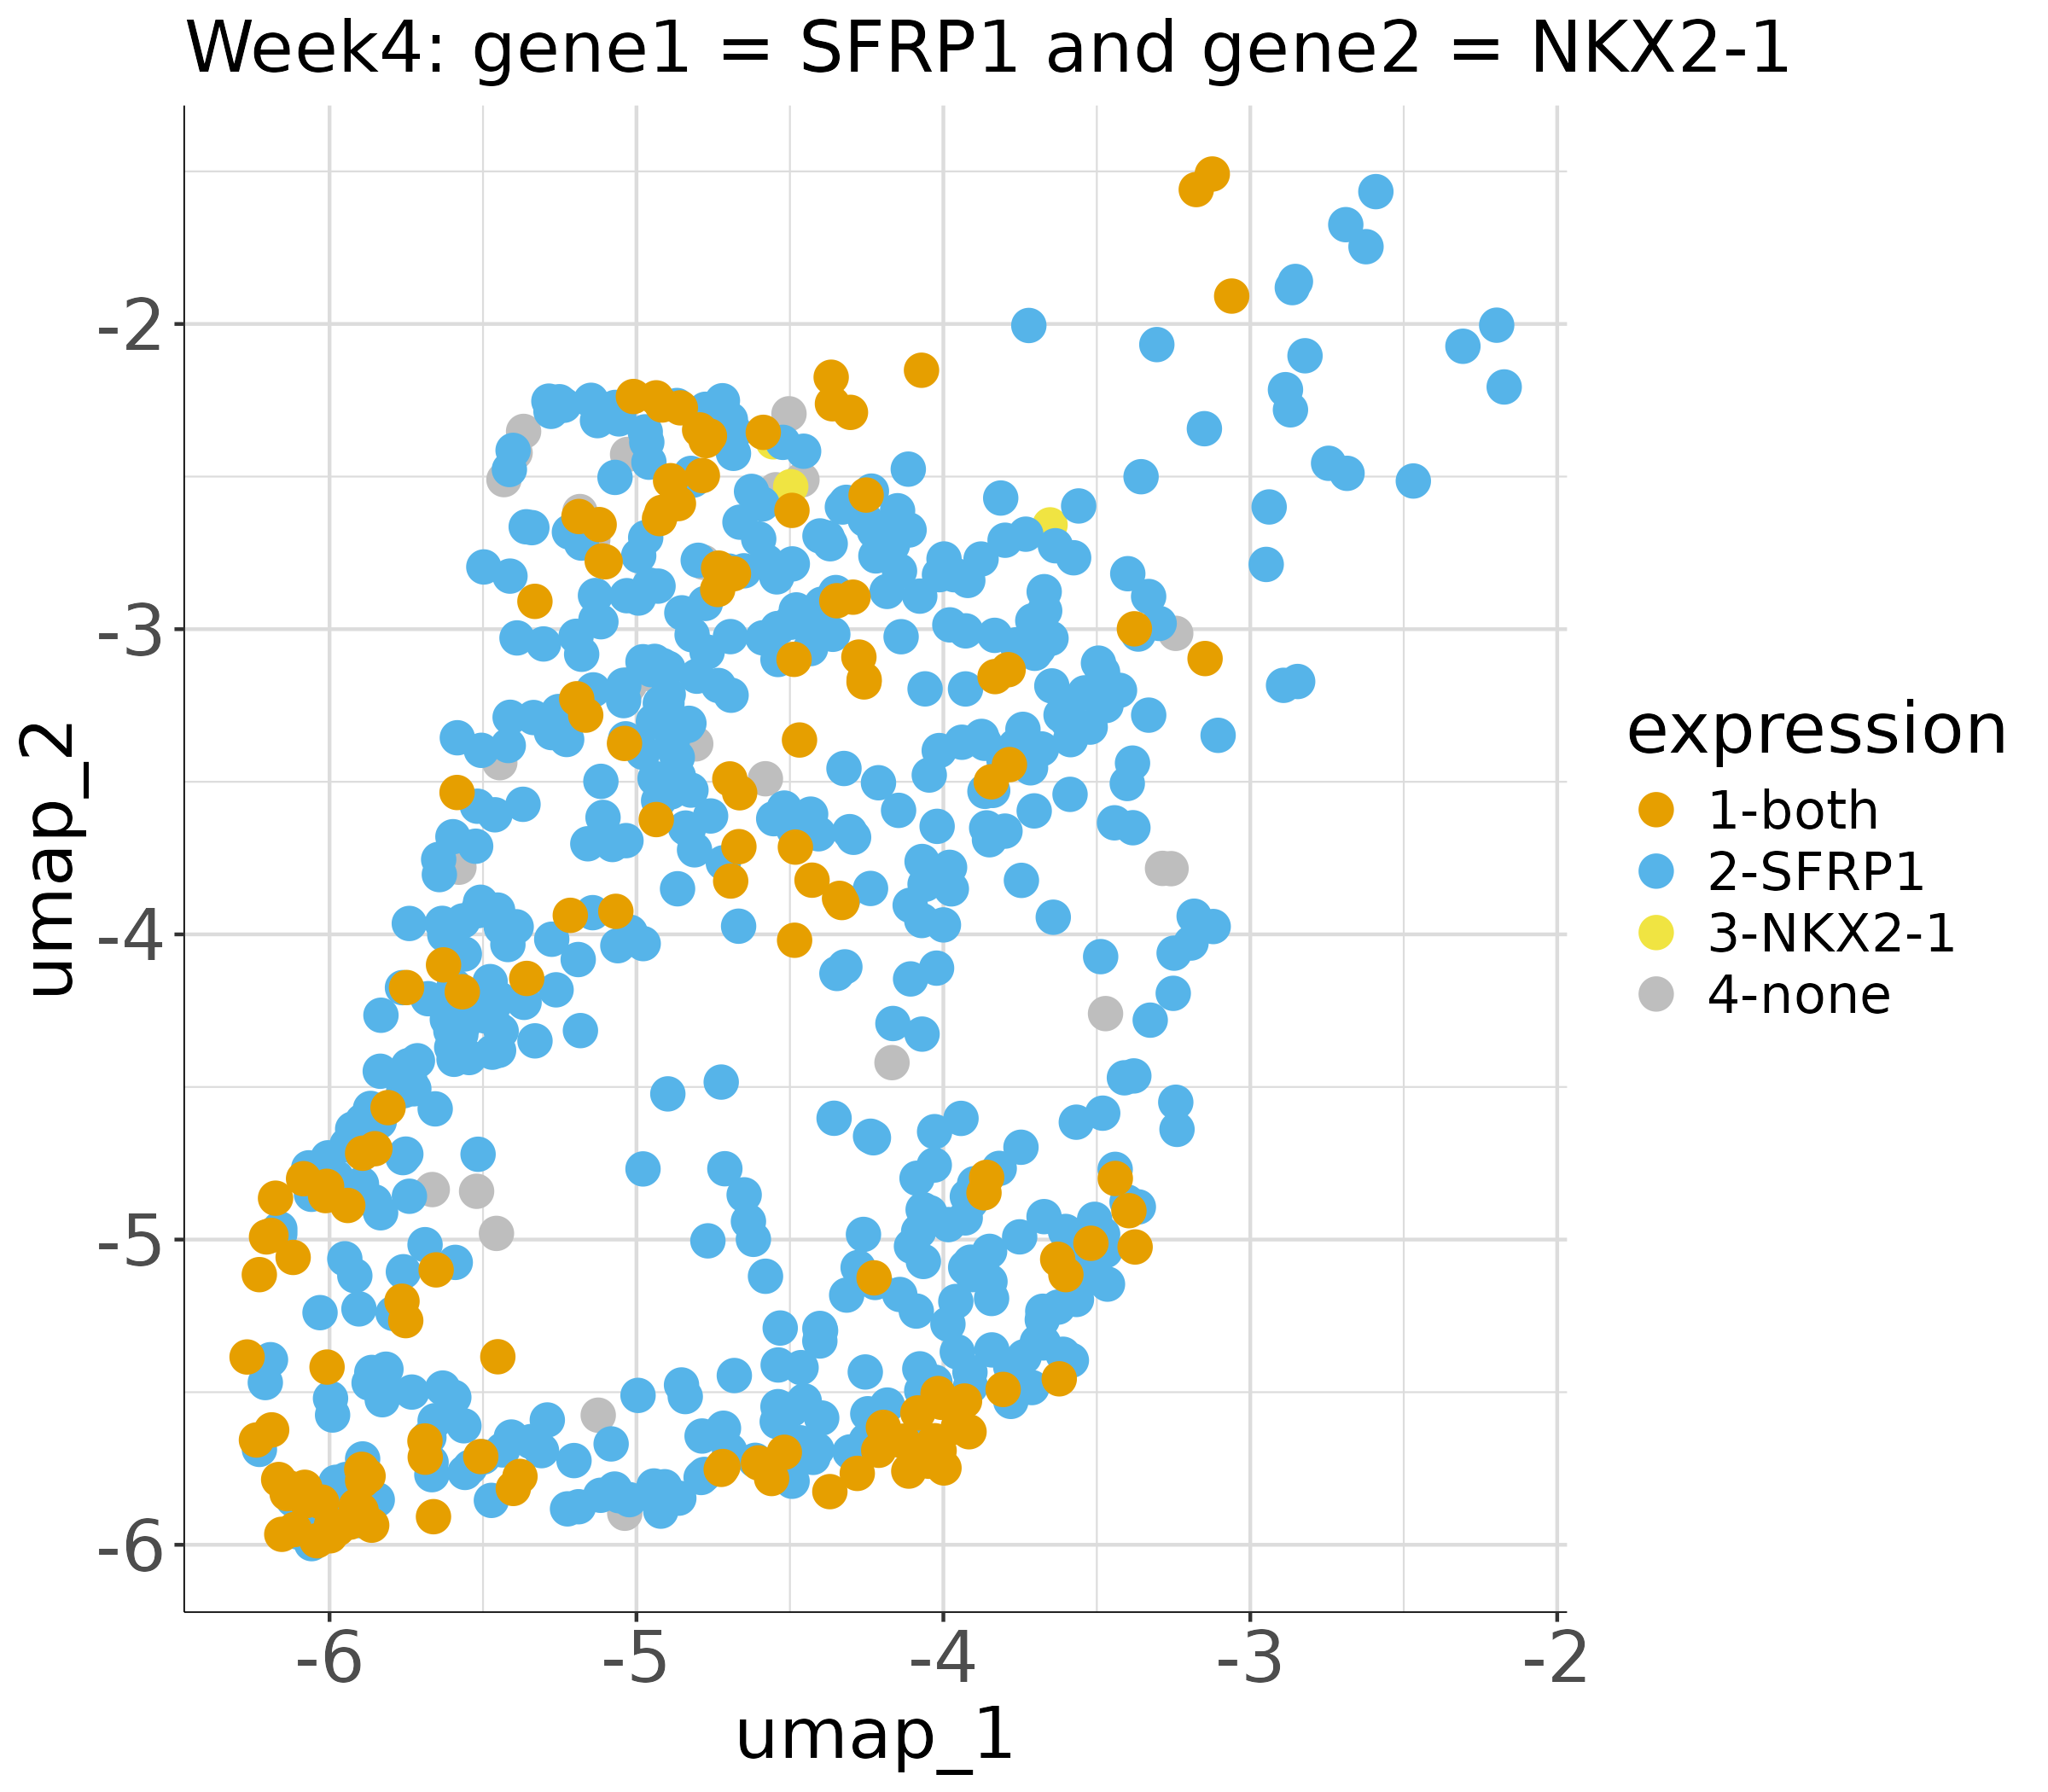 Week4: gene1 = SFRP1 and gene2 = NKX2-1
umap_2
-2
-3
-4
-5
-6
-6 -5 -4 -3 -2
umap_1
expression
1-both
2-SFRP1
3-NKX2-1
4-none